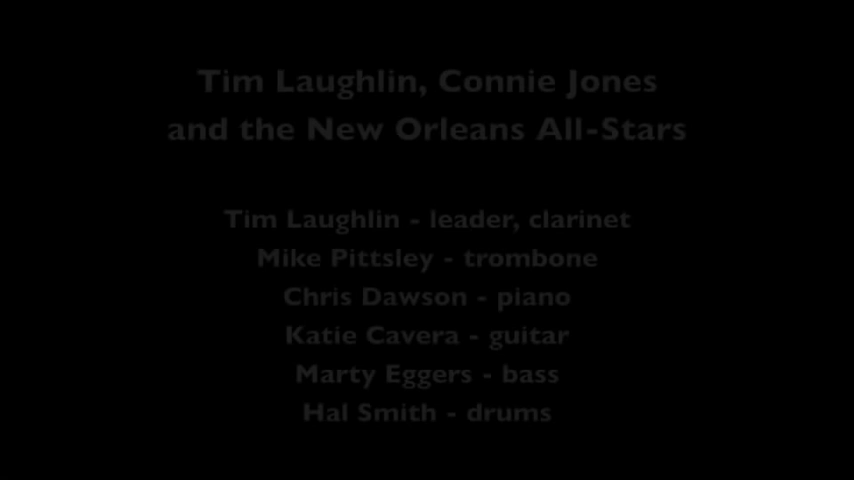 Tim Laughlin, Connie Jones
and the New Orleans All-Stars
Tim Laughlin - leader, clarinet
Mike Pittsley - trombone
Chris Dawson - piano
Katie Cavera - guitar
Marty Eggers - bass
Hal Smith - drums